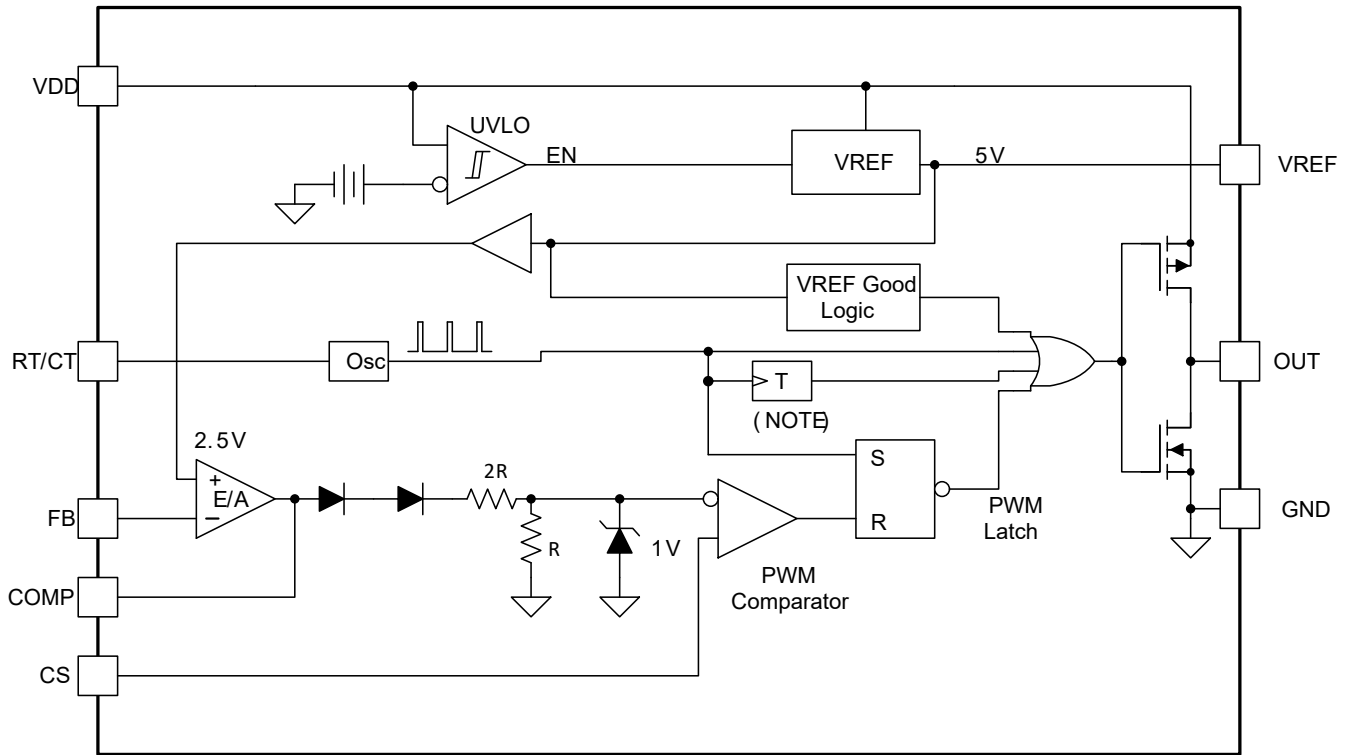 VDD
UVLO
EN
VREF
5V
VREF
VREF Good
Logic
RT/CT
Osc
T
(NOTE)
OUT
2.5V
+
E/A
−
2R
R
1V
S
R
PWM
Latch
FB
GND
COMP
PWM
Comparator
CS